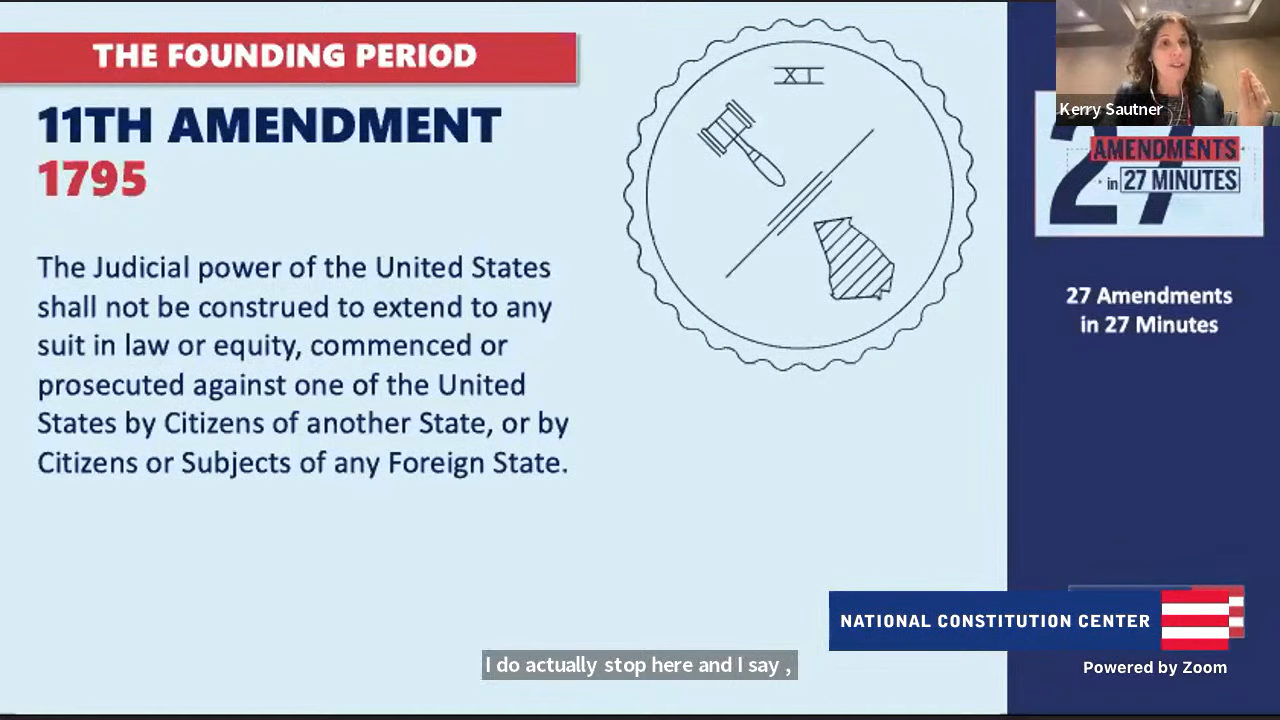 THE FOUNDING PERIOD
11TH AMENDMENT
1795
The Judicial power of the United States
shall not be construed to extend to any
suit in law or equity, commenced or
prosecuted against one of the United
States by Citizens of another State, or by
Citizens or Subjects of any Foreign State.
XI
Kerry Sautner
27
AMENDMENTS
in 27 MINUTES
27 Amendments
in 27 Minutes
NATIONAL CONSTITUTION CENTER
Powered by Zoom
I do actually stop here and I say ,